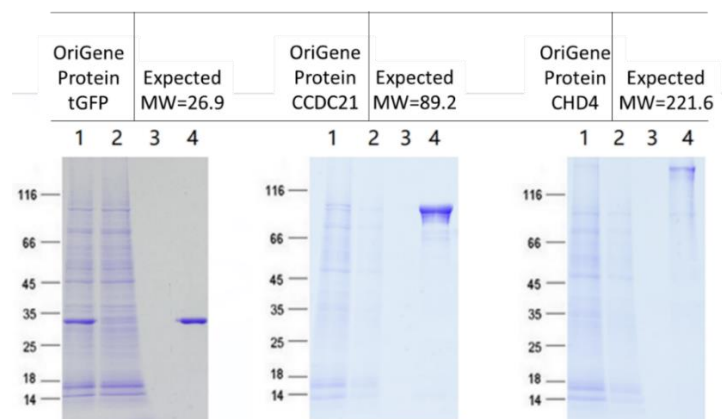 OriGene
Protein
tGFP
Expected
MW=26.9
OriGene
Protein
CCDC21
Expected
MW=89.2
OriGene
Protein
CHD4
Expected
MW=221.6
1 2 3 4
1 2 3 4
1 2 3 4
116
66
45
35
25
18
14
116
66
45
35
25
18
14
116
66
45
35
25
18
14